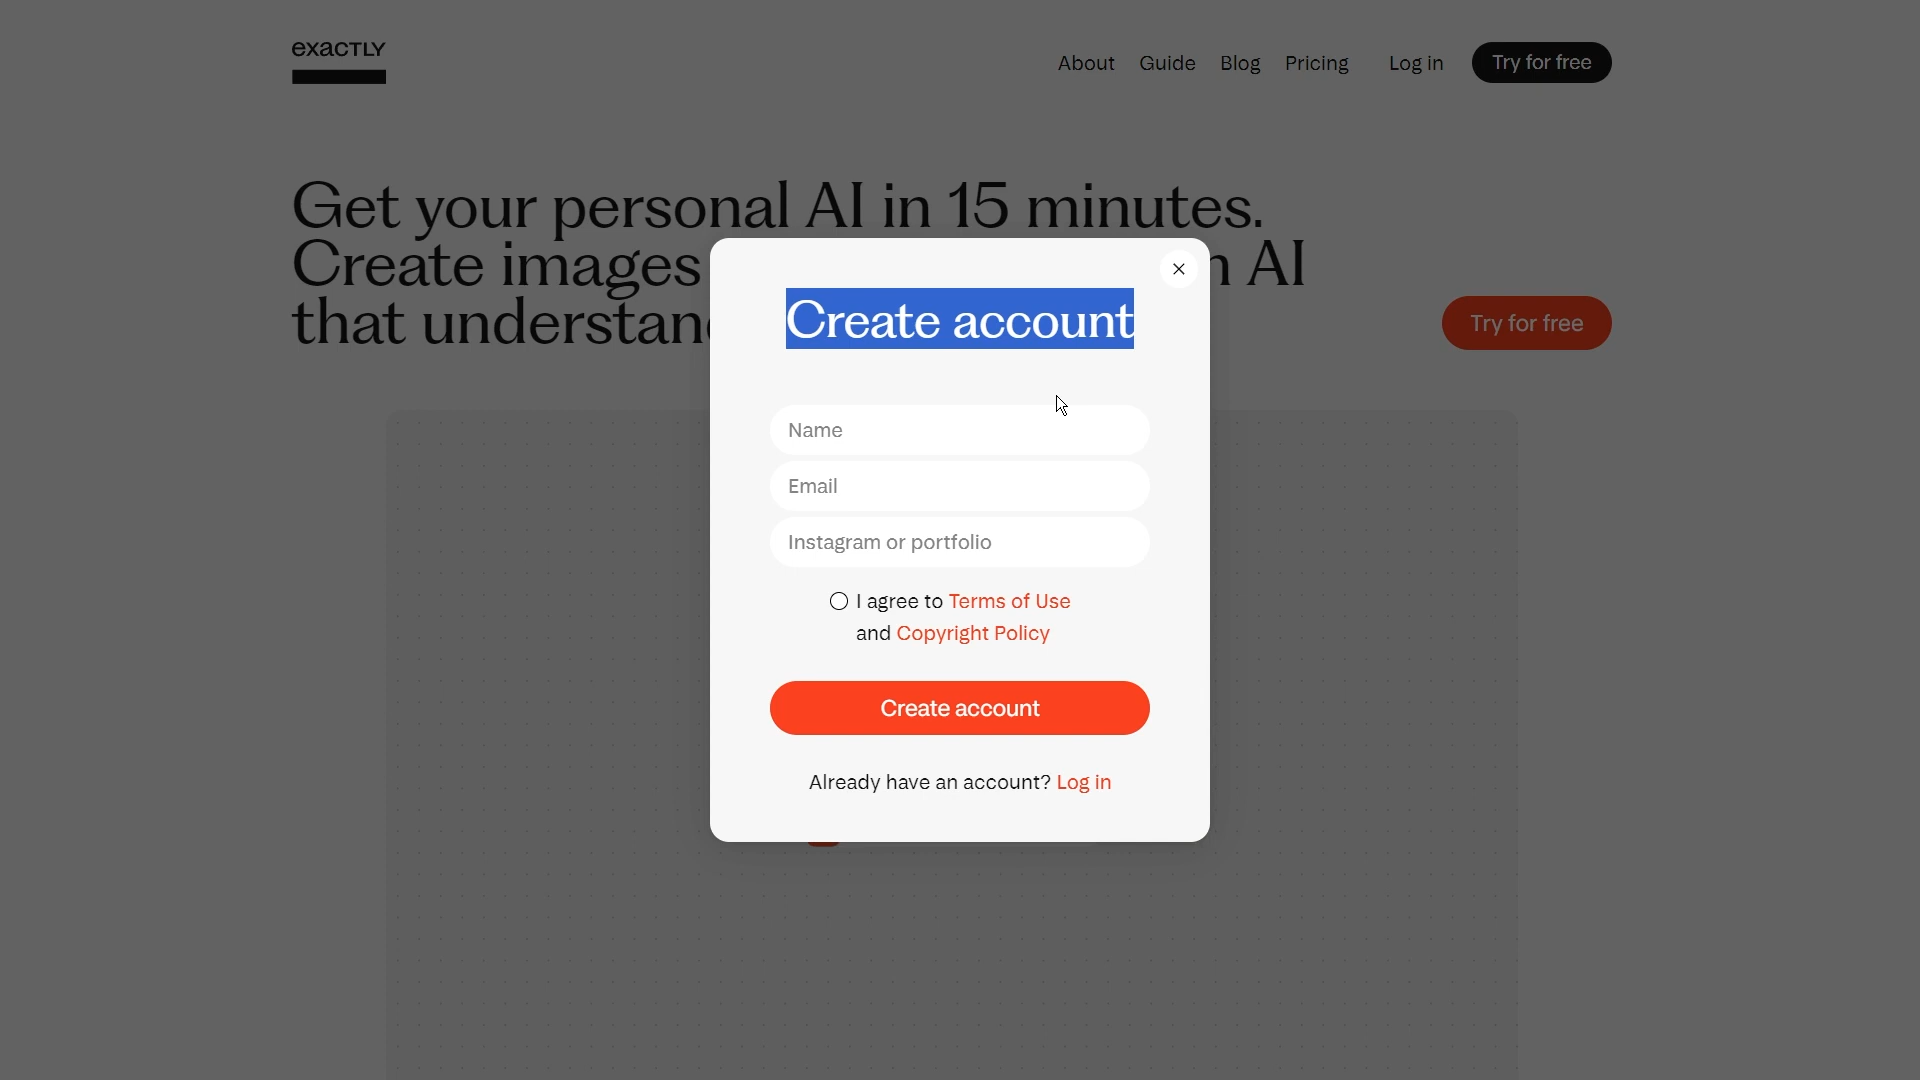 exactly
About Guide Blog Pricing Log in Try for free
Get your personal AI in 15 minutes.
Create images AI
that
Try for free
Create account
Name
Email
Instagram or portfolio
I agree to Terms of Use
and Copyright Policy
Create account
Already have an account? Log in